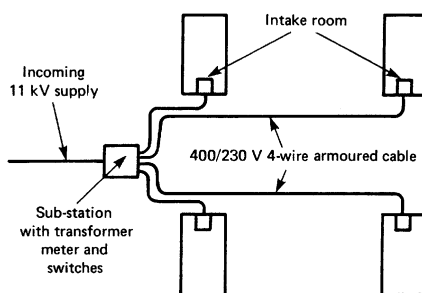 Intake room
Incoming
11 kV supply
400/230 V 4-wire armoured cable
Sub-station
with transformer
meter and
switches